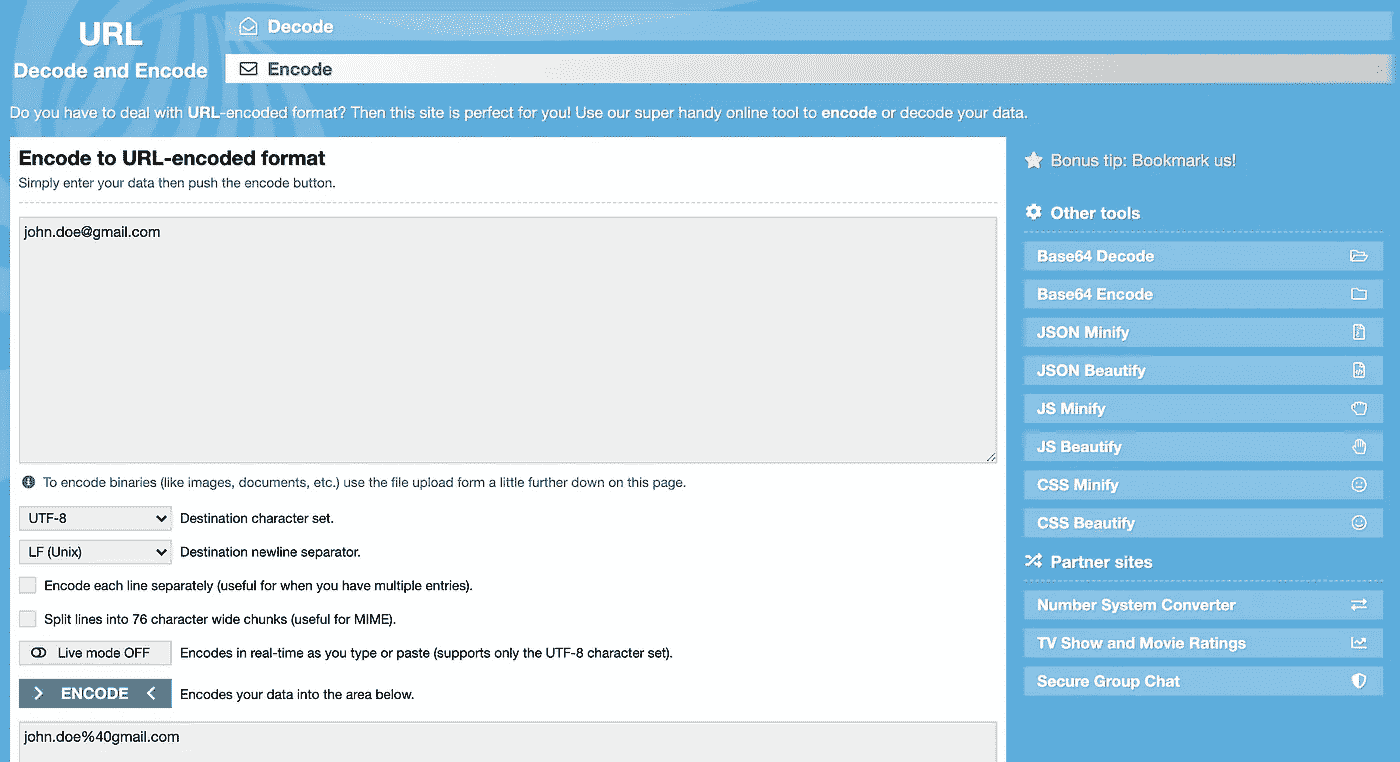 URL
Decode and Encode
Decode
Encode
Do you have to deal with URL-encoded format? Then this site is perfect for you! Use our super handy online tool to encode or decode your data.
Encode to URL-encoded format
Simply enter your data then push the encode button.
john.doe@gmail.com
To encode binaries (like images, documents, etc.) use the file upload form a little further down on this page.
UTF-8 Destination character set.
LF (Unix) Destination newline separator.
Encode each line separately (useful for when you have multiple entries).
Split lines into 76 character wide chunks (useful for MIME).
Live mode OFF Encodes in real-time as you type or paste (supports only the UTF-8 character set).
ENCODE Encodes your data into the area below.
john.doe%40gmail.com
Bonus tip: Bookmark us!
Other tools
Base64 Decode
Base64 Encode
JSON Minify
JSON Beautify
JS Minify
JS Beautify
CSS Minify
CSS Beautify
Partner sites
Number System Converter
TV Show and Movie Ratings
Secure Group Chat